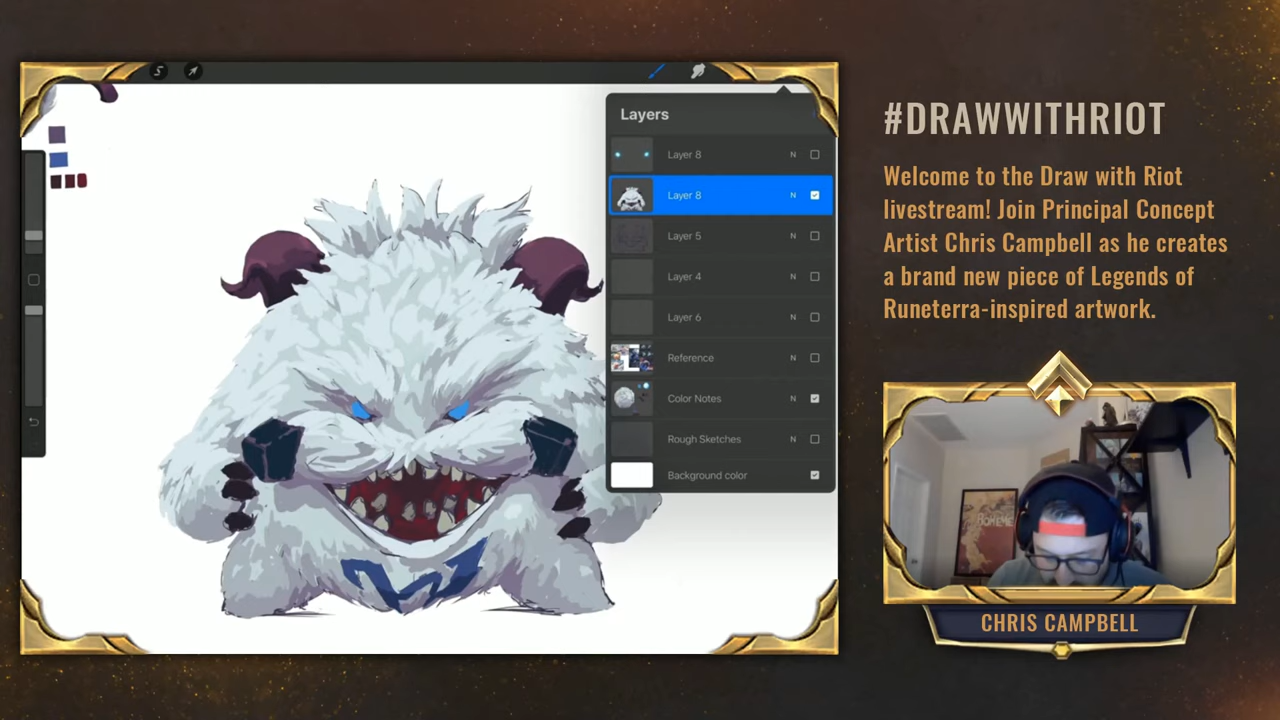 #DRAWWITHRIOT
Welcome to the Draw with Riot
livestream! Join Principal Concept
Artist Chris Campbell as he creates
a brand new piece of Legends of
Runeterra-inspired artwork.
S
Layers
Layer 8 N
Layer 8 N
Layer 5 N
Layer 4 N
Layer 6 N
Reference N
Color Notes N
Rough Sketches N
Background color
BOHEME
CHRIS CAMPBELL